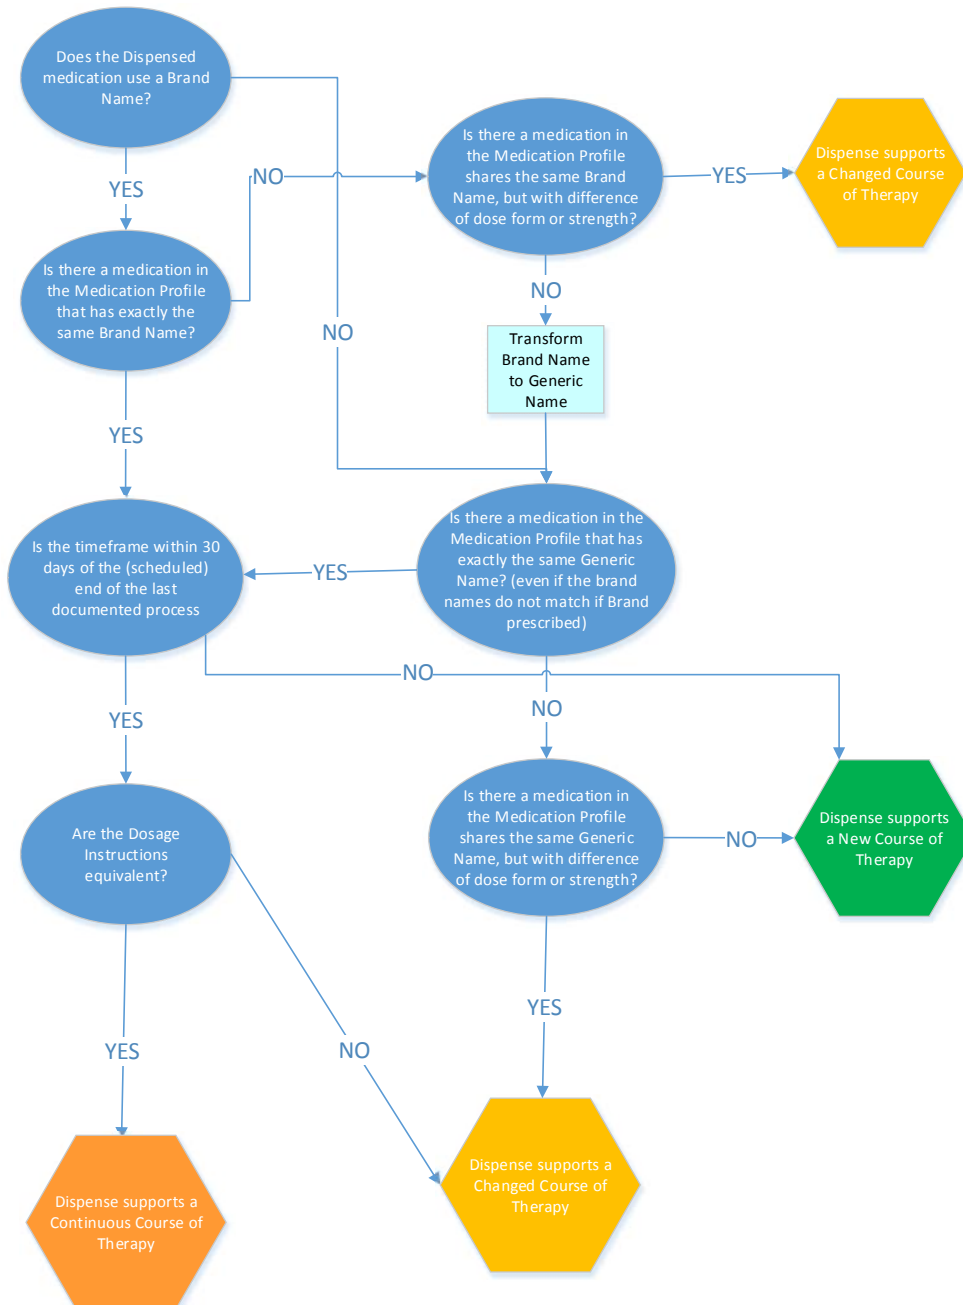 Does the Dispensed
medication use a Brand
Name?
YES
NO
Is there a medication in
the Medication Profile
shares the same Brand
Name, but with difference
of dose form or strength?
YES
Dispense supports
a Changed Course
of Therapy
Is there a medication in
the Medication Profile
that has exactly the
same Brand Name?
NO
NO
Transform
Brand Name
to Generic
Name
YES
Is the timeframe within 30
days of the (scheduled)
end of the last
documented process
YES
Is there a medication in the
Medication Profile that has
exactly the same Generic
Name? (even if the brand
names do not match if Brand
prescribed)
NO
YES
NO
Are the Dosage
Instructions
equivalent?
Is there a medication in
the Medication Profile
shares the same Generic
Name, but with difference
of dose form or strength?
NO
Dispense supports
a New Course of
Therapy
YES
NO
YES
Dispense supports a
Continuous Course of
Therapy
Dispense supports a
Changed Course of
Therapy